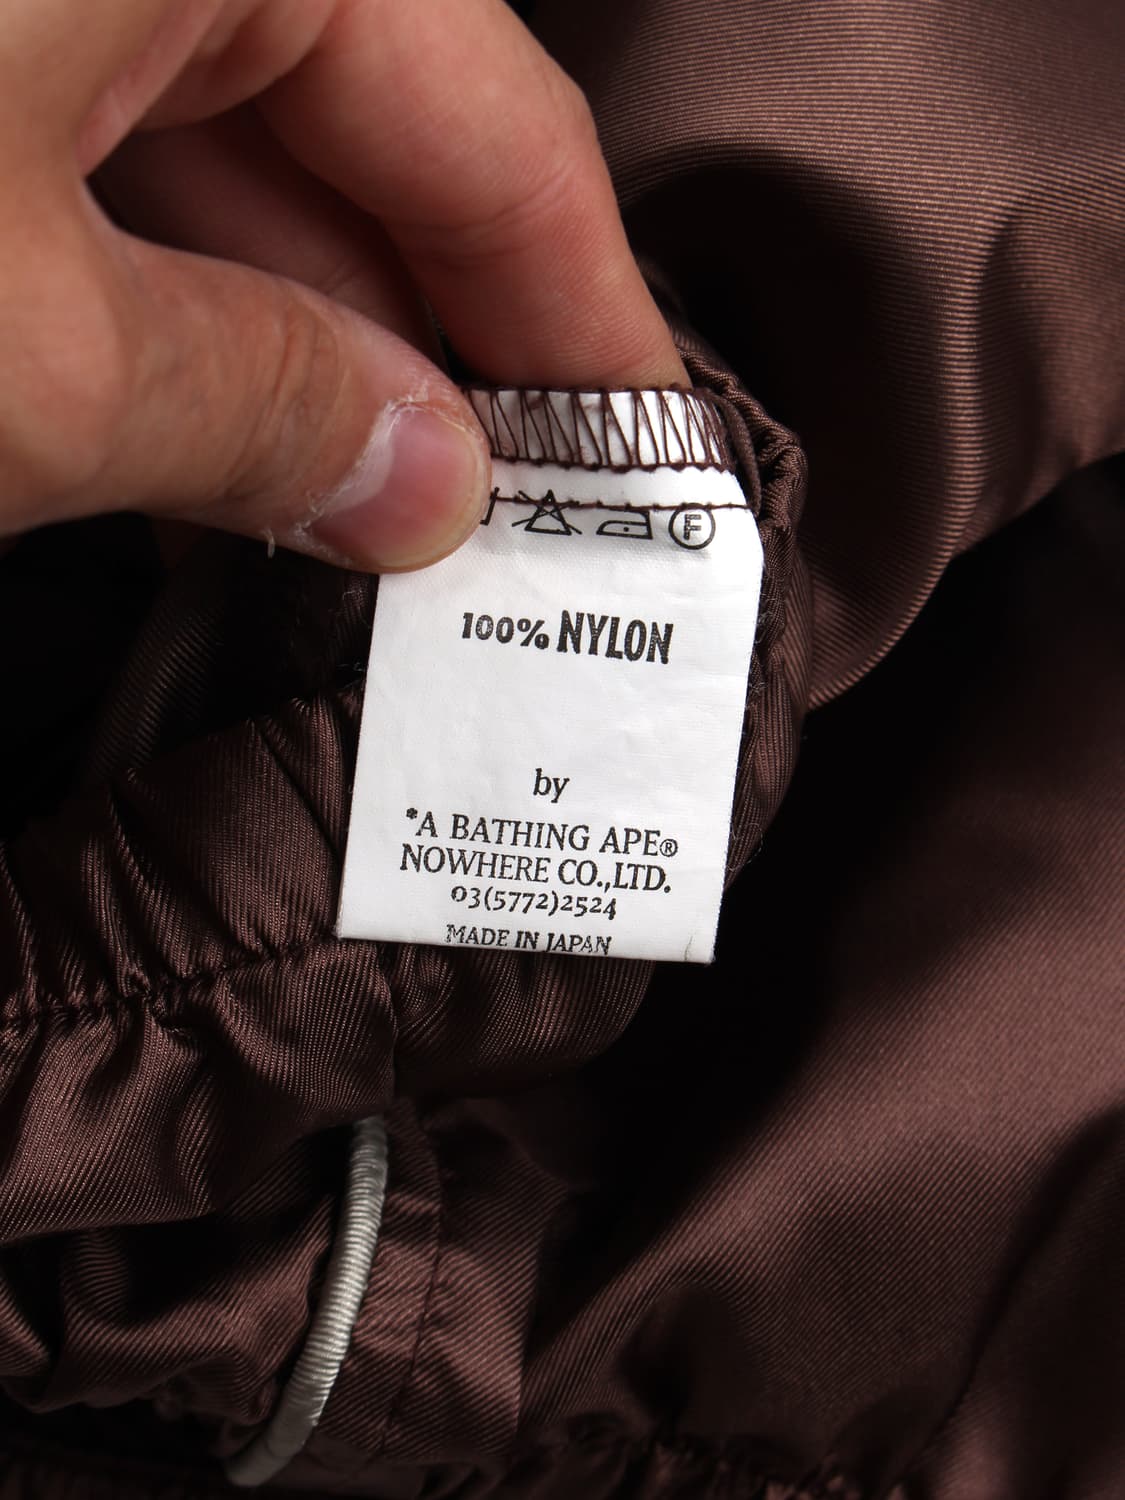 F
100% NYLON
by
*A BATHING APE®
NOWHERE CO.,LTD.
03(5772)2524
MADE IN JAPAN